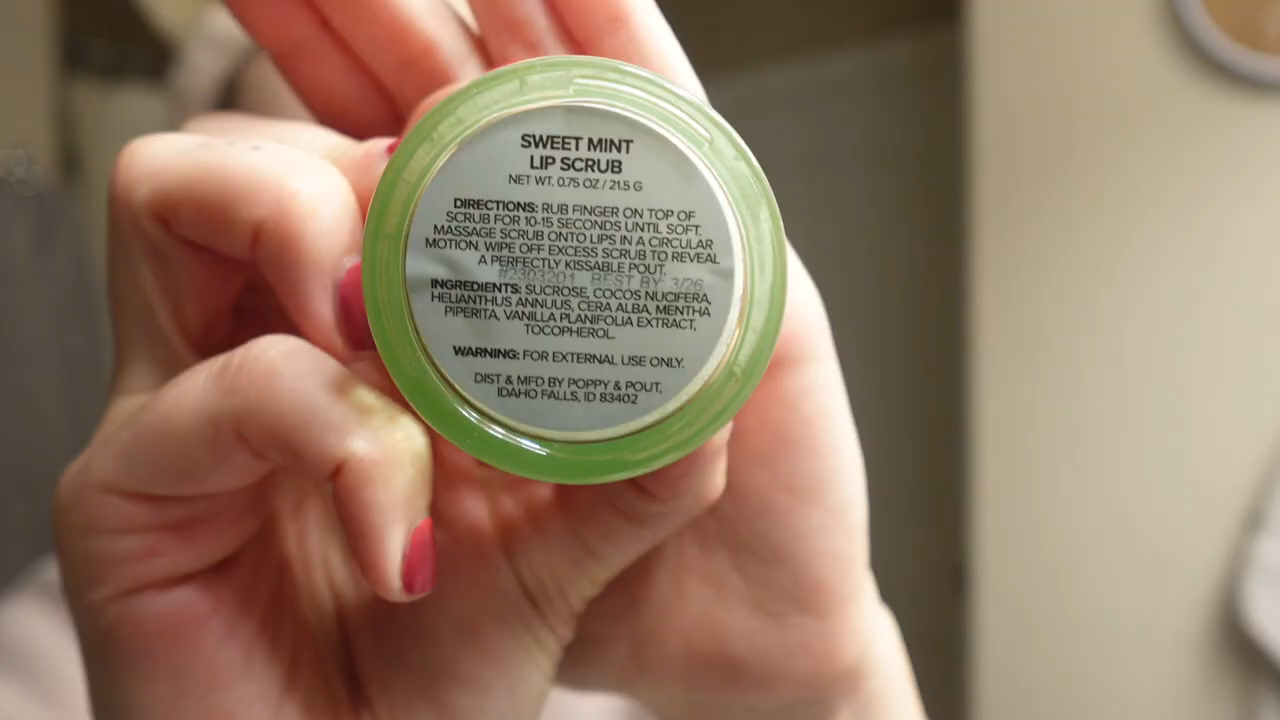 SWEET MINT
LIP SCRUB
NET WT. 0.75 OZ / 21.5 G
DIRECTIONS: RUB FINGER ON TOP OF
SCRUB FOR 10-15 SECONDS UNTIL SOFT.
MASSAGE SCRUB ONTO LIPS IN A CIRCULAR
MOTION. WIPE OFF EXCESS SCRUB TO REVEAL
A PERFECTLY KISSABLE POUT.
#2303201 BEST BY: 3/26
INGREDIENTS: SUCROSE, COCOS NUCIFERA,
HELIANTHUS ANNUUS, CERA ALBA, MENTHA
PIPERITA, VANILLA PLANIFOLIA EXTRACT,
TOCOPHEROL.
WARNING: FOR EXTERNAL USE ONLY.
DIST & MFD BY POPPY & POUT,
IDAHO FALLS, ID 83402